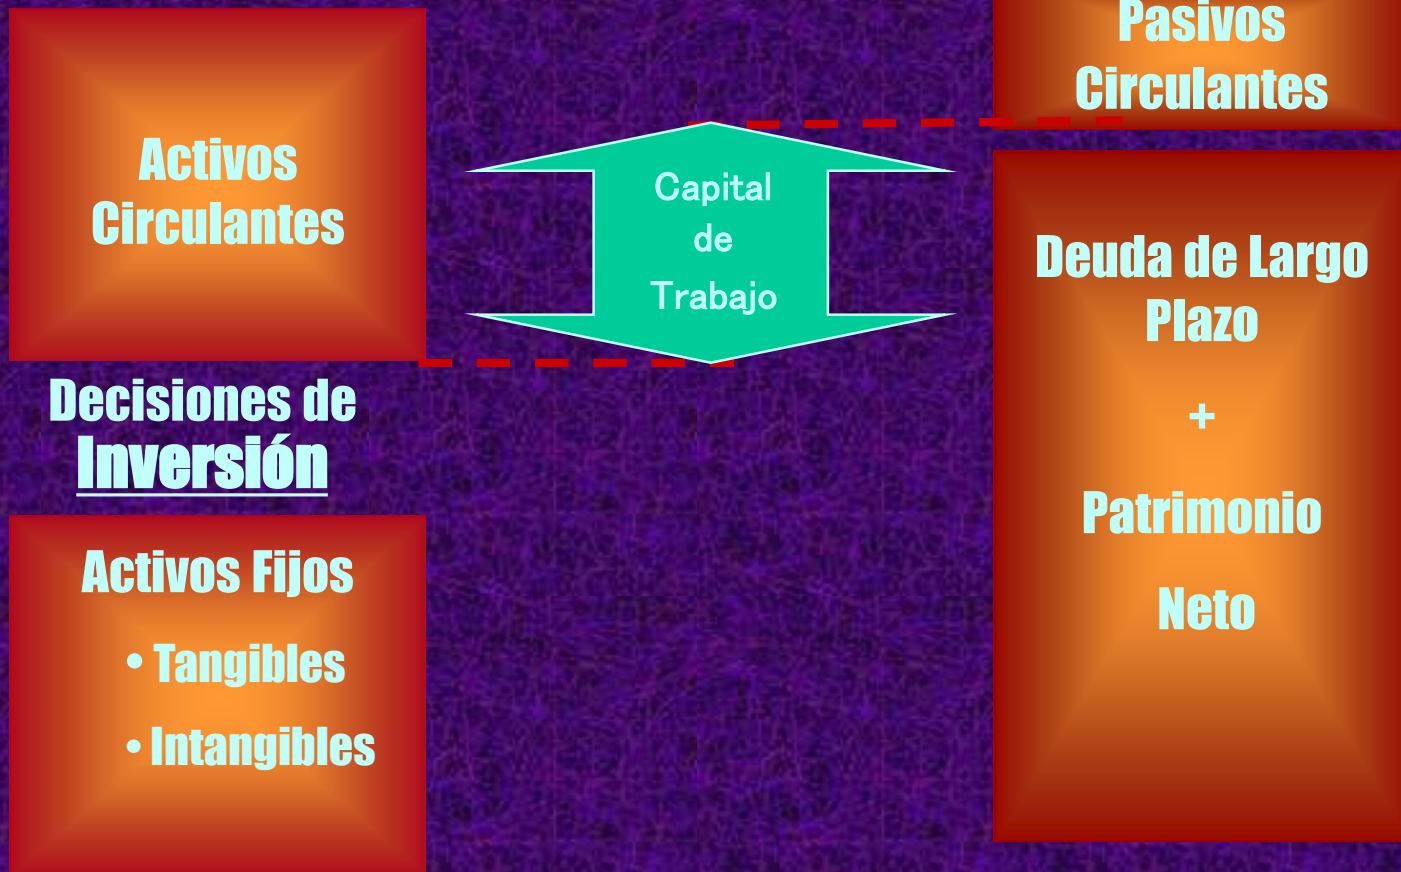 Activos
Circulantes
Decisiones de
Inversión
Activos Fijos
• Tangibles
• Intangibles
Capital
de
Trabajo
Pasivos
Circulantes
Deuda de Largo
Plazo
+
Patrimonio
Neto